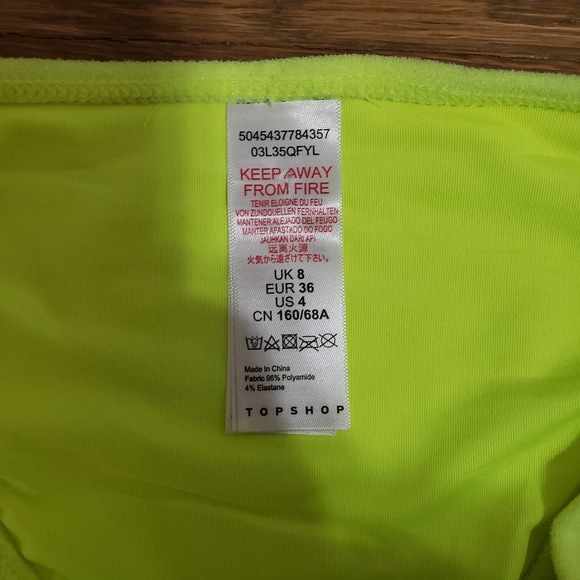 5045437784357
03L35QFYL
KEEP AWAY
FROM FIRE
TENIR ELOIGNE DU FEU
VON ZUNDQUELLEN FERNHALTEN
MANTENER ALEJADO DEL FEUGO
MANTER AFASTADO DO FOGO
JAUHKAN DARI API
远离火源
火気から遠ざけて下さい。
UK 8
EUR 36
US 4
CN 160/68A
Made In China
Fabric 96% Polyamide
4% Elastane
TOPSHOP